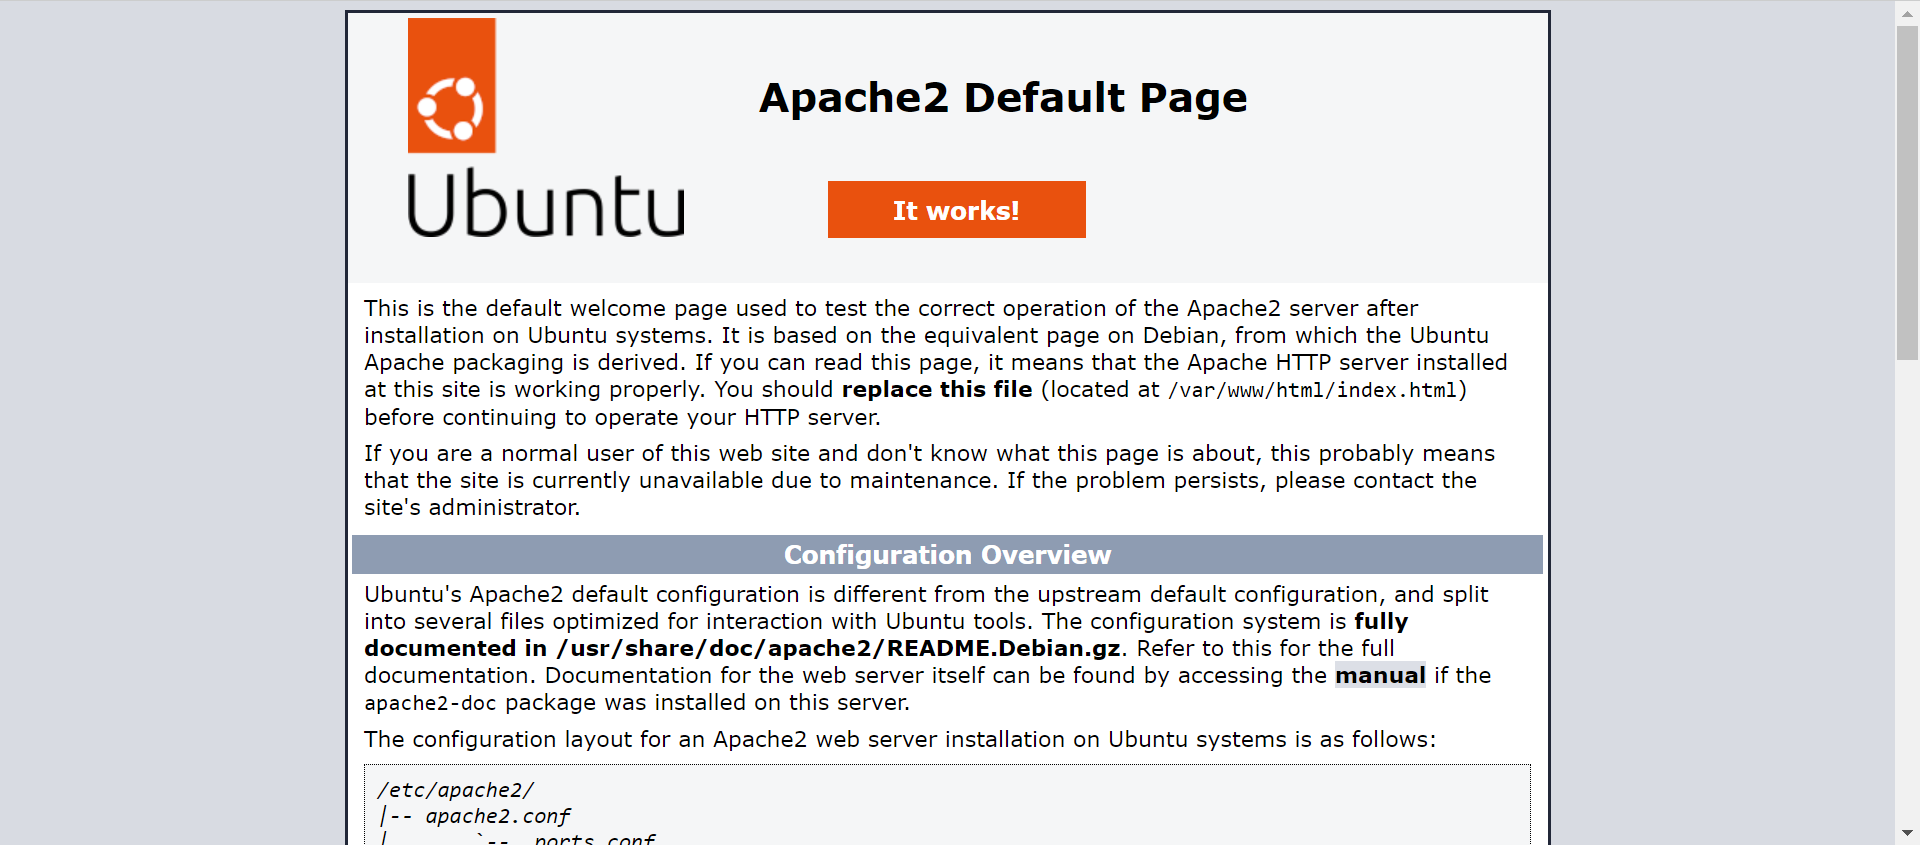 Apache2 Default Page
Ubuntu
It works!
This is the default welcome page used to test the correct operation of the Apache2 server after
installation on Ubuntu systems. It is based on the equivalent page on Debian, from which the Ubuntu
Apache packaging is derived. If you can read this page, it means that the Apache HTTP server installed
at this site is working properly. You should replace this file (located at /var/www/html/index.html)
before continuing to operate your HTTP server.
If you are a normal user of this web site and don't know what this page is about, this probably means
that the site is currently unavailable due to maintenance. If the problem persists, please contact the
site's administrator.
Configuration Overview
Ubuntu's Apache2 default configuration is different from the upstream default configuration, and split
into several files optimized for interaction with Ubuntu tools. The configuration system is fully
documented in /usr/share/doc/apache2/README.Debian.gz. Refer to this for the full
documentation. Documentation for the web server itself can be found by accessing the manual if the
apache2-doc package was installed on this server.
The configuration layout for an Apache2 web server installation on Ubuntu systems is as follows:
/etc/apache2/
|-- apache2.conf
|       `--  ports.conf